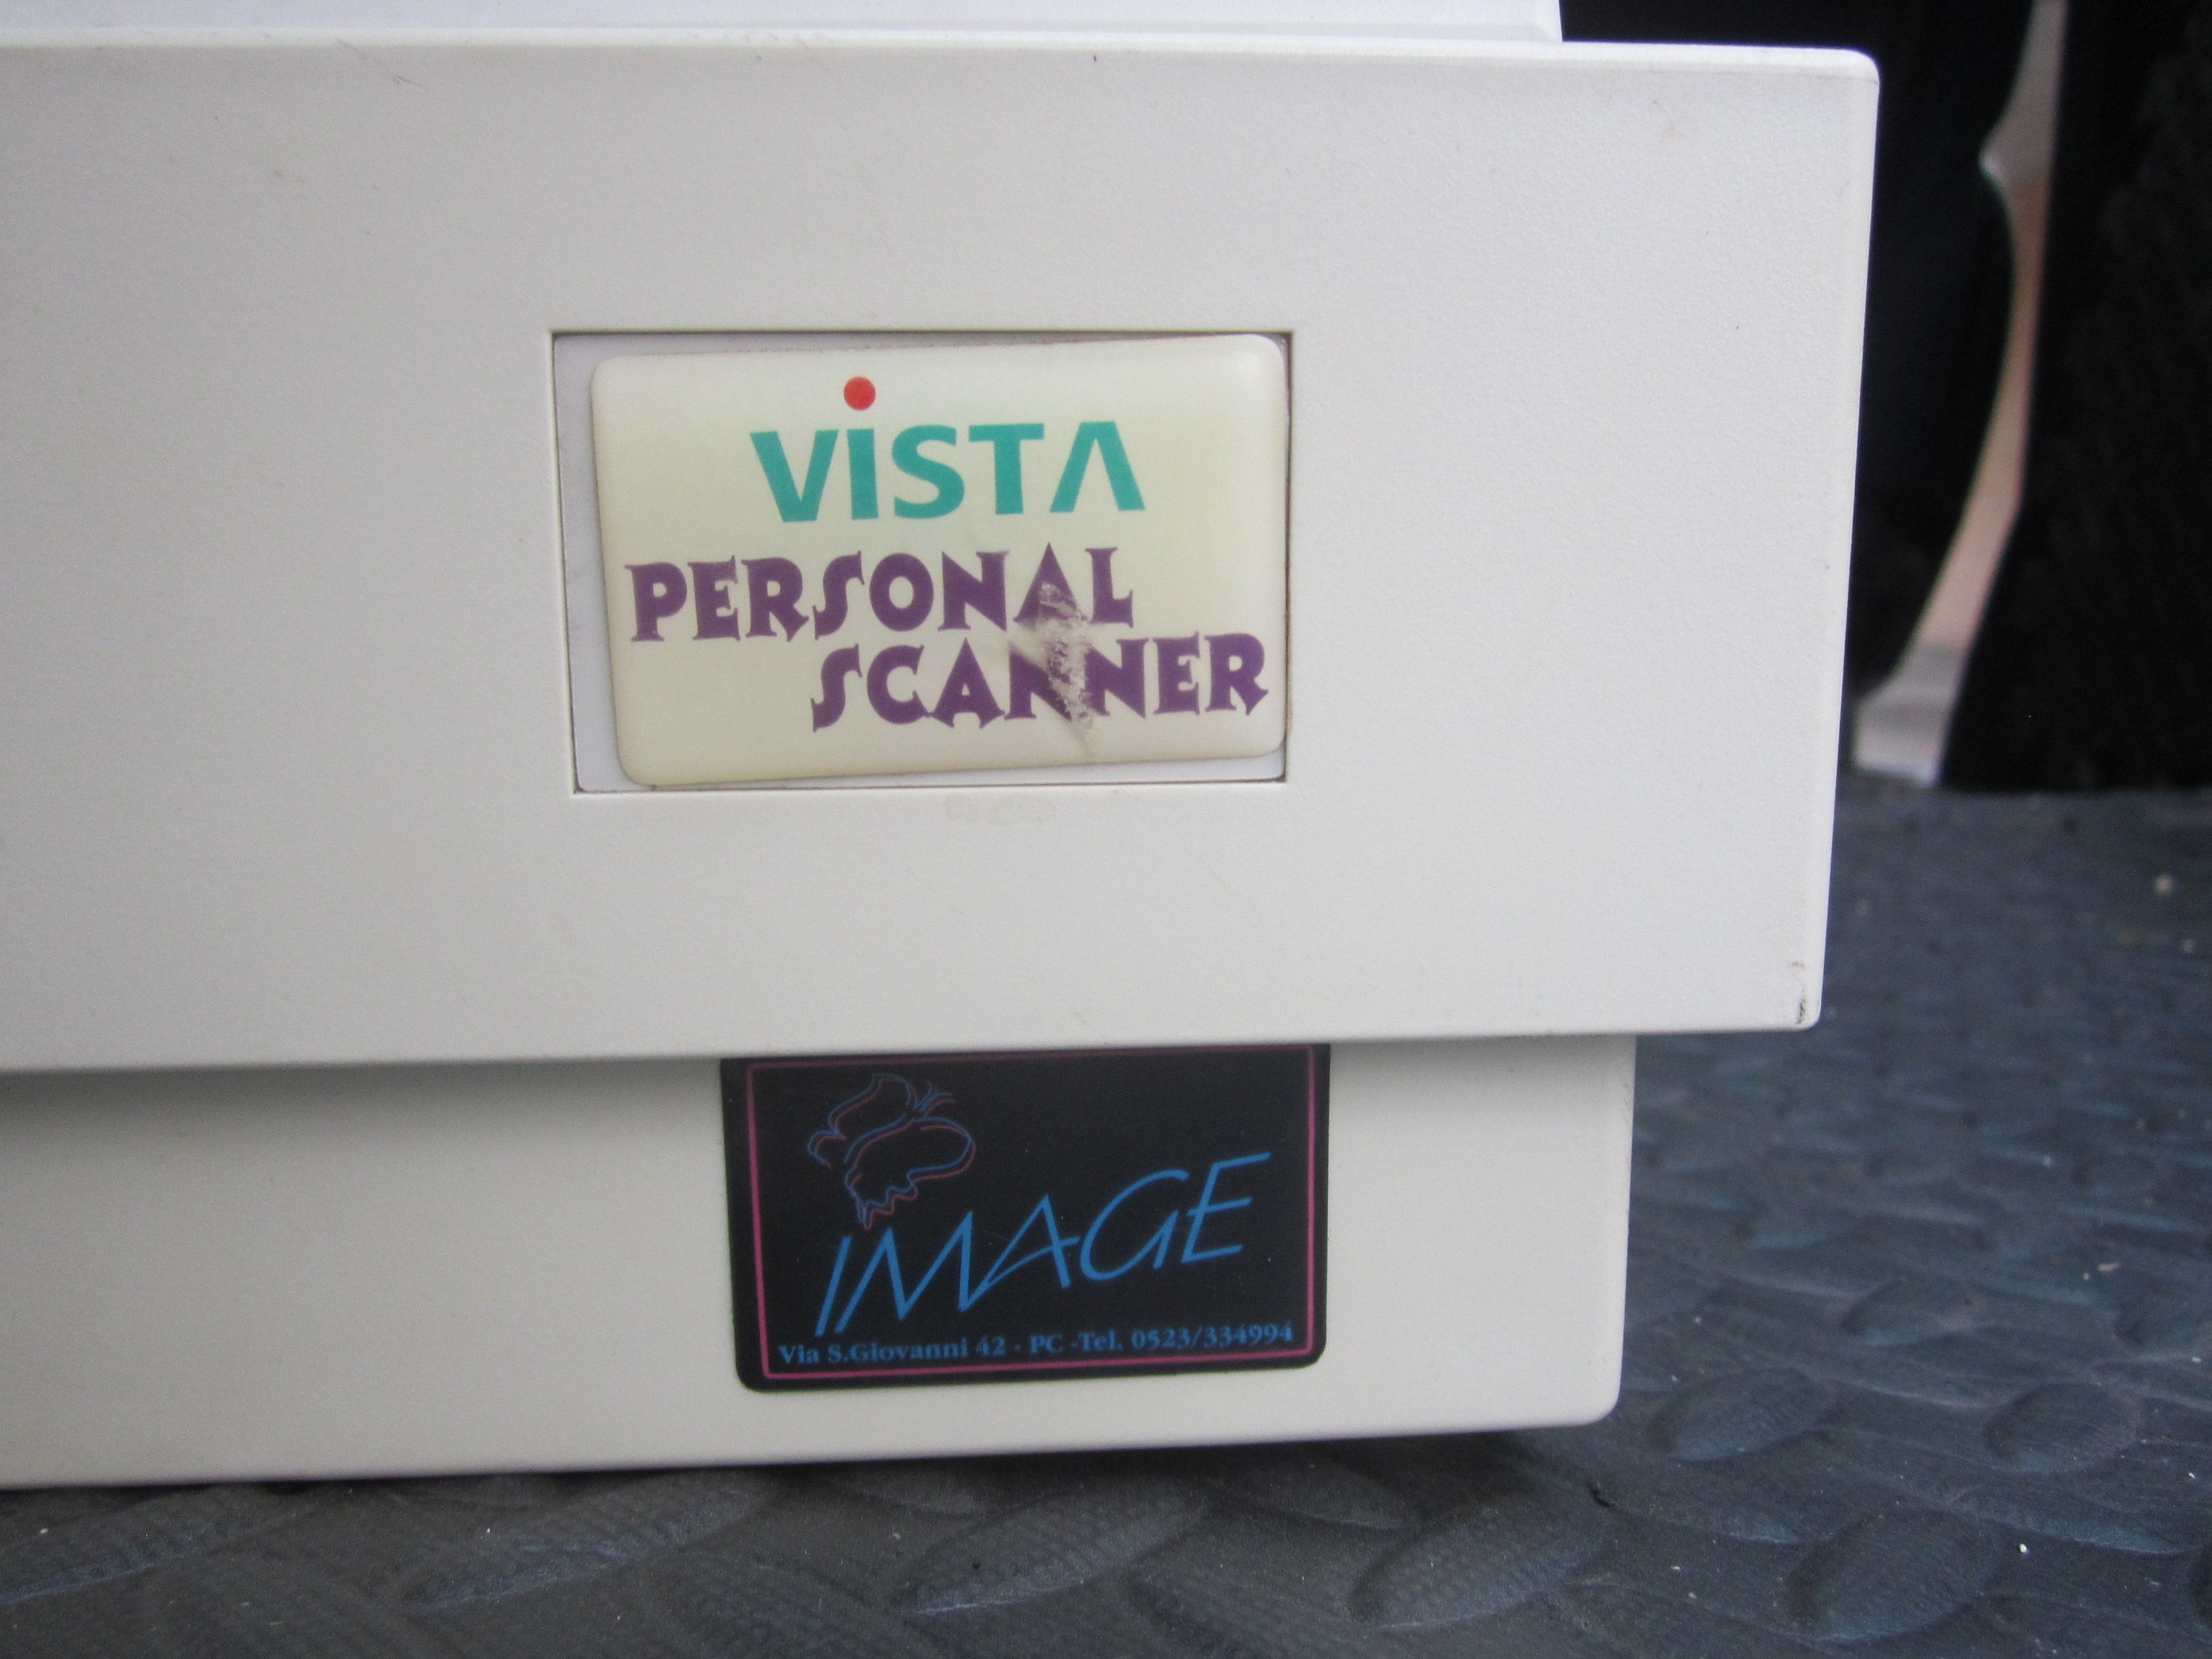 VISTA
PERSONAL
SCANNER
IMAGE
Via S.Giovanni 42 - PC -Tel. 0523/334994